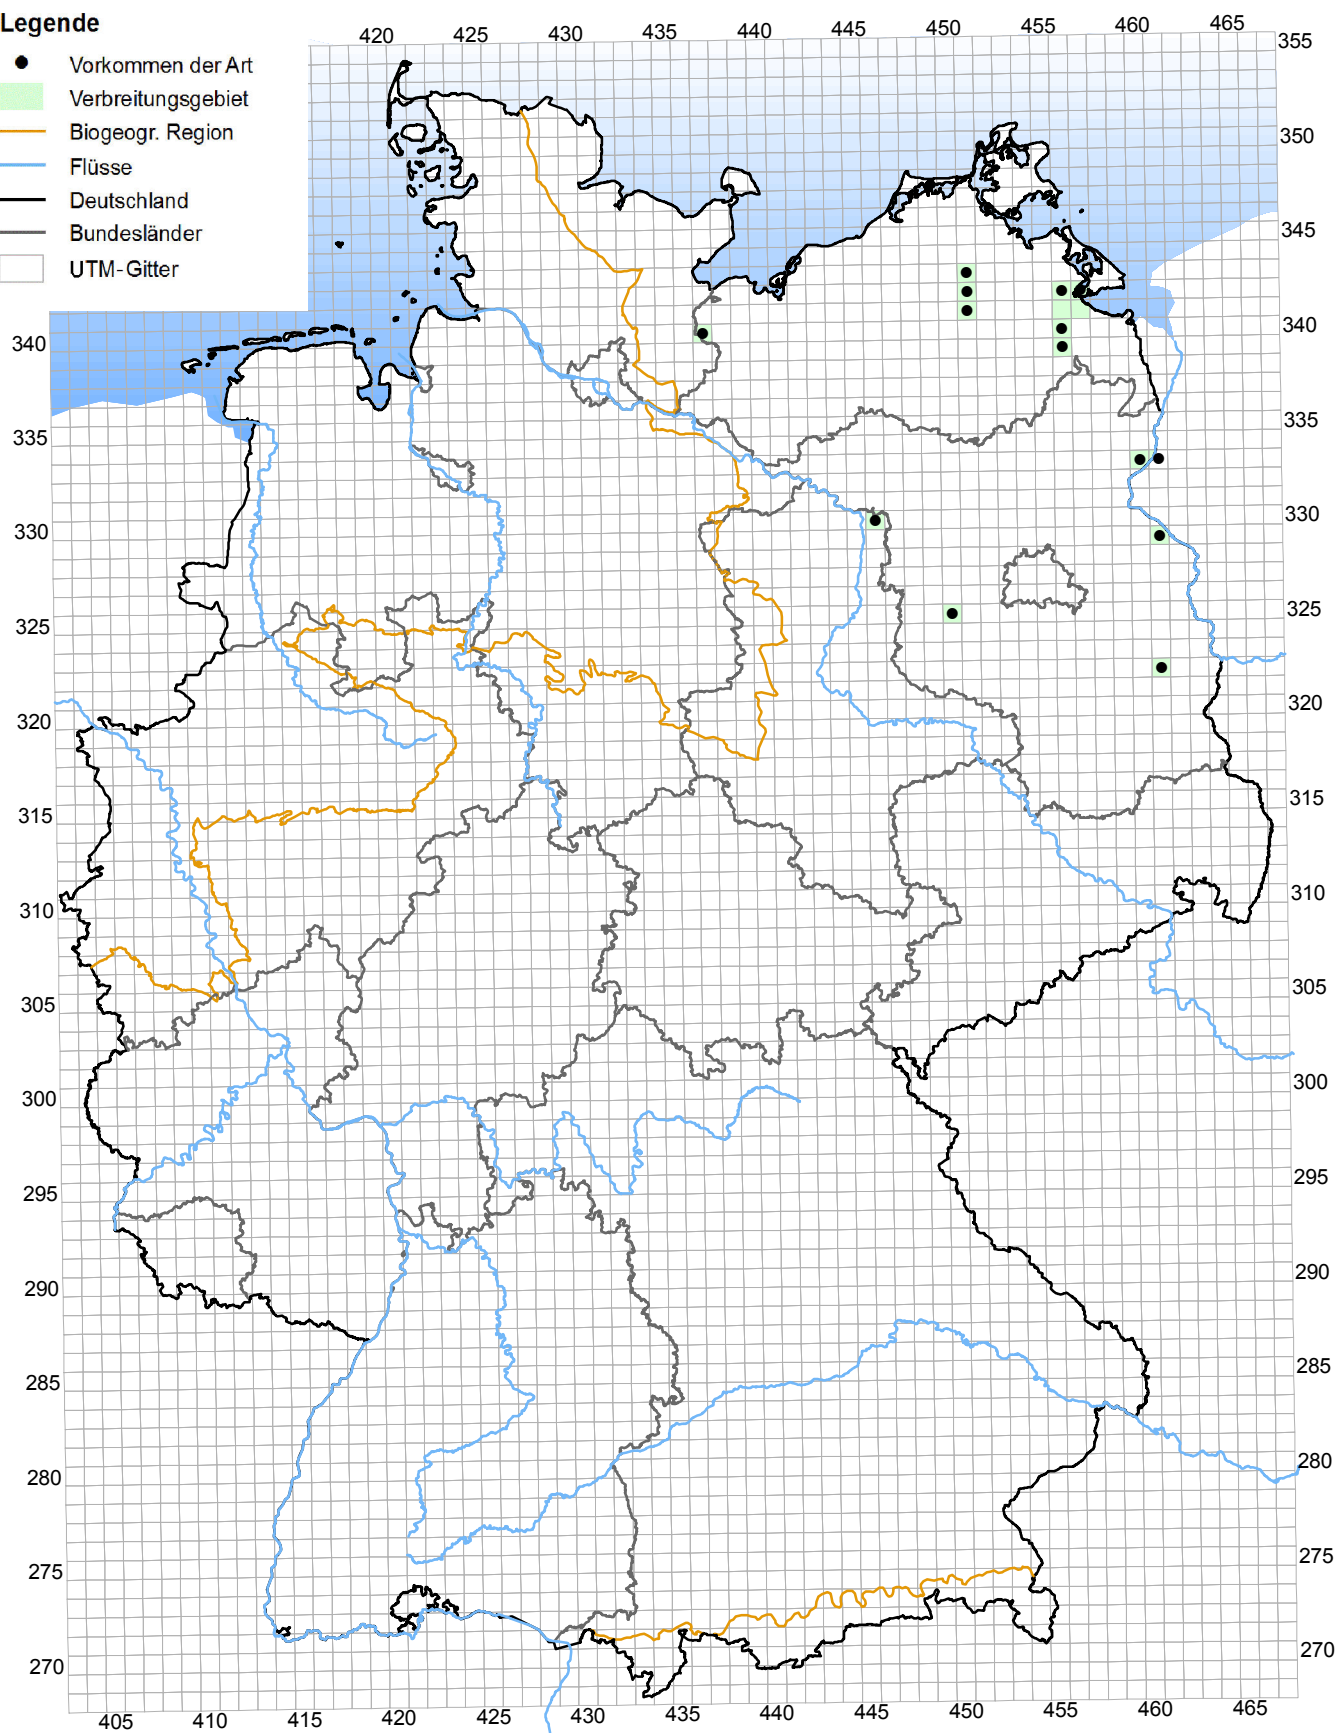 Legende
Vorkommen der Art
Verbreitungsgebiet
Biogeogr. Region
Flüsse
Deutschland
Bundesländer
UTM-Gitter
420 425 430 435 440 445 450 455 460 465
355
350
345
340 340
335 335
330 330
325 325
320 320
315 315
310 310
305 305
300 300
295 295
290 290
285 285
280 280
275 275
270 270
405 410 415 420 425 430 435 440 445 450 455 460 465